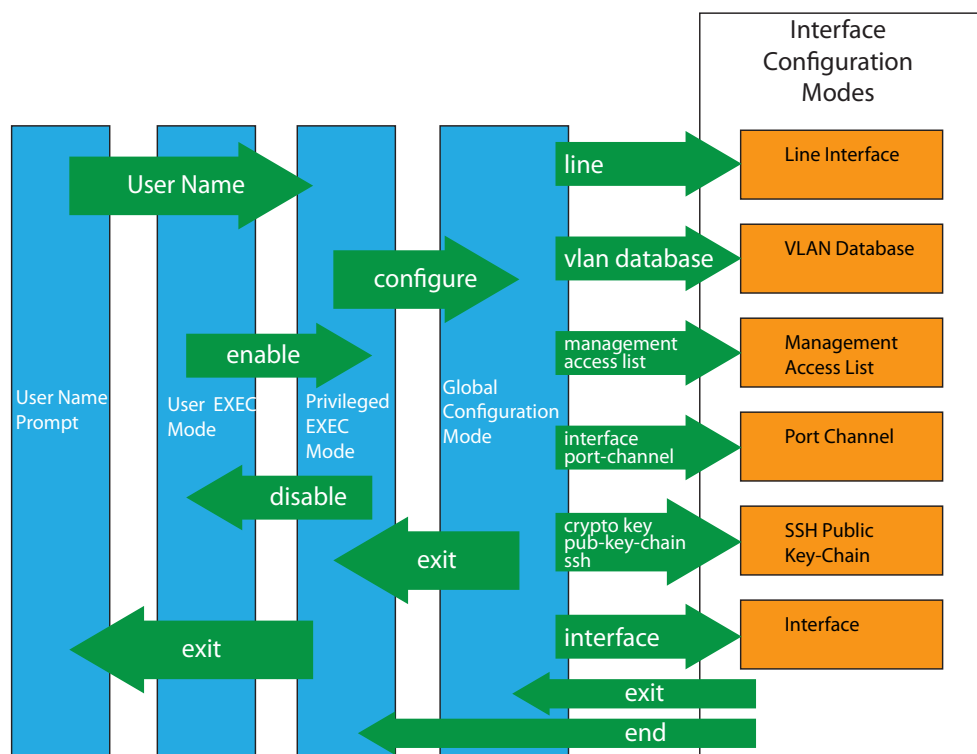 Interface
Configuration
Modes
User Name
line
Line Interface
configure
vlan database
VLAN Database
enable
management
access list
Management
Access List
User Name
Prompt
User EXEC
Mode
Privileged
EXEC
Mode
Global
Configuration
Mode
interface
port-channel
Port Channel
disable
exit
crypto key
pub-key-chain
ssh
SSH Public
Key-Chain
exit
interface
Interface
exit
end